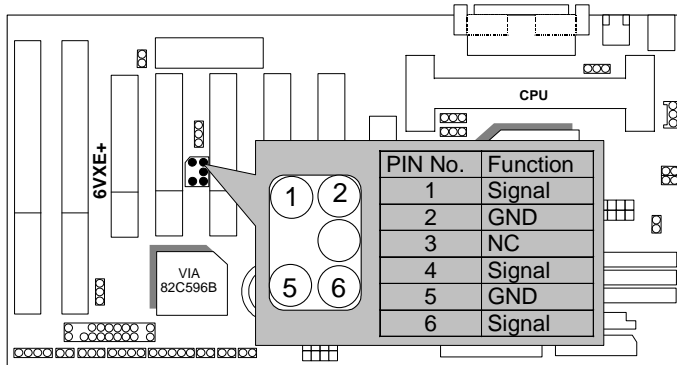 CPU
6VXE+
VIA
82C596B
1 2
5 6
PIN No. Function
1 Signal
2 GND
3 NC
4 Signal
5 GND
6 Signal